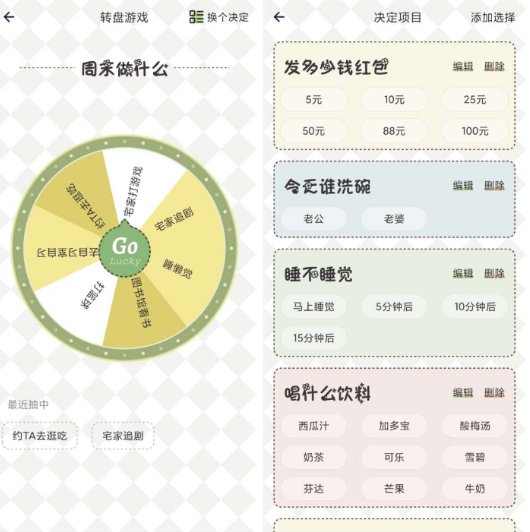 转盘游戏
换个决定
周末做什么
宅家打游戏
宅家追剧
睡懒觉
图书馆看书
打篮球
去自习室自习
约TA去逛吃
Go
Lucky
最近抽中
约TA去逛吃
宅家追剧
决定项目
添加选择
发多少钱红包
编辑 删除
5元 10元 25元
50元 88元 100元
今天谁洗碗
编辑 删除
老公 老婆
睡不睡觉
编辑 删除
马上睡觉 5分钟后 10分钟后
15分钟后
喝什么饮料
编辑 删除
西瓜汁 加多宝 酸梅汤
奶茶 可乐 雪碧
芬达 芒果 牛奶